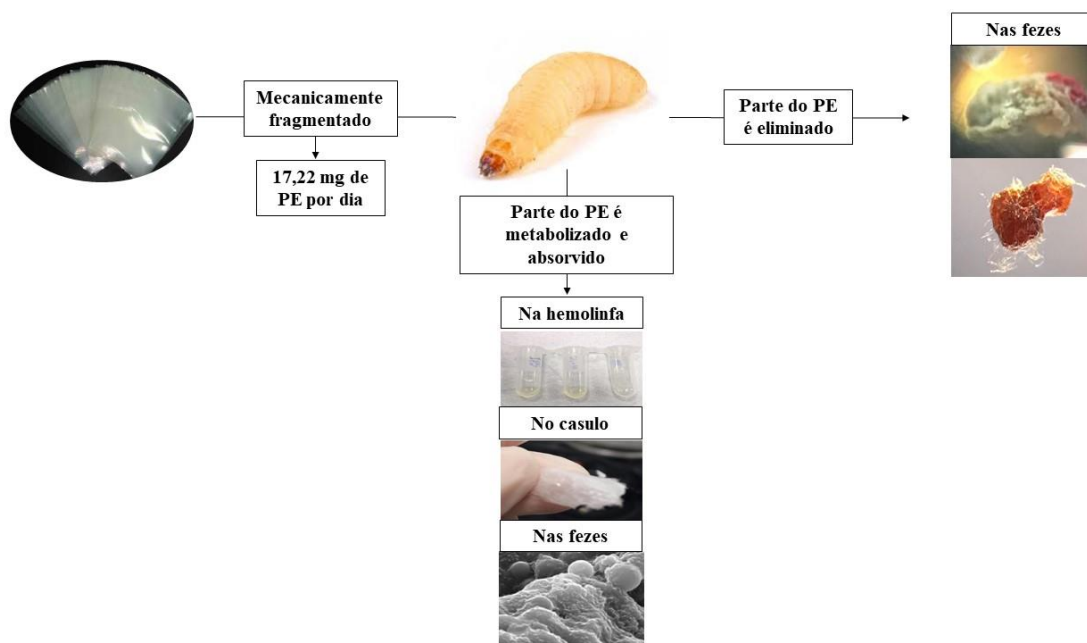 Nas fezes
Mecanicamente
fragmentado
Parte do PE
é eliminado
17,22 mg de
PE por dia
Parte do PE é
metabolizado e
absorvido
Na hemolinfa
No casulo
Nas fezes